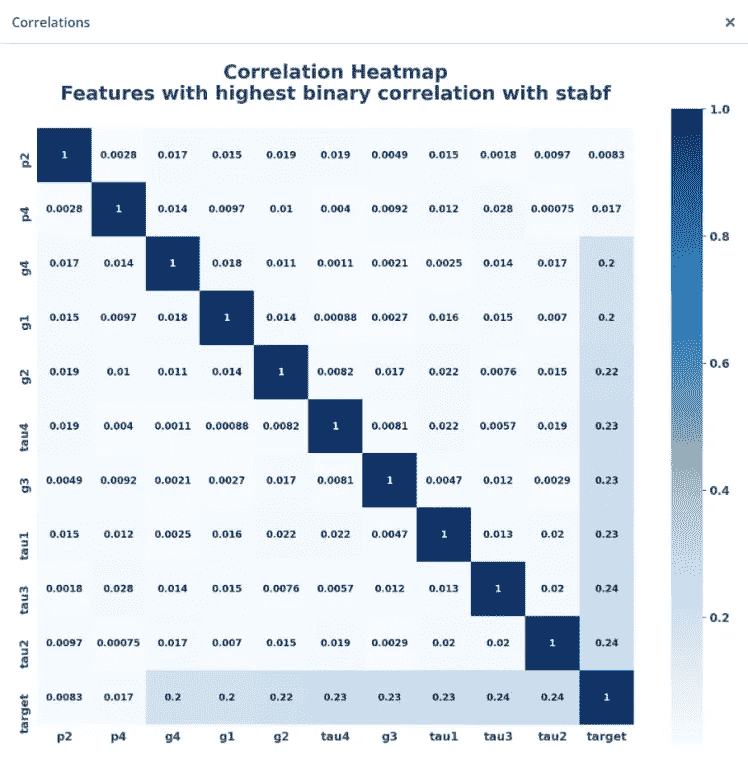 Correlations ×
Correlation Heatmap
Features with highest binary correlation with stabf
p2 1 0.0028 0.017 0.015 0.019 0.019 0.0049 0.015 0.0018 0.0097 0.0083
p4 0.0028 1 0.014 0.0097 0.01 0.004 0.0092 0.012 0.028 0.00075 0.017
g4 0.017 0.014 1 0.018 0.011 0.0011 0.0021 0.0025 0.014 0.017 0.2
g1 0.015 0.0097 0.018 1 0.014 0.00088 0.0027 0.016 0.015 0.007 0.2
g2 0.019 0.01 0.011 0.014 1 0.0082 0.017 0.022 0.0076 0.015 0.22
tau4 0.019 0.004 0.0011 0.00088 0.0082 1 0.0081 0.022 0.0057 0.019 0.23
g3 0.0049 0.0092 0.0021 0.0027 0.017 0.0081 1 0.0047 0.012 0.0029 0.23
tau1 0.015 0.012 0.0025 0.016 0.022 0.022 0.0047 1 0.013 0.02 0.23
tau3 0.0018 0.028 0.014 0.015 0.0076 0.0057 0.012 0.013 1 0.02 0.24
tau2 0.0097 0.00075 0.017 0.007 0.015 0.019 0.0029 0.02 0.02 1 0.24
target 0.0083 0.017 0.2 0.2 0.22 0.23 0.23 0.23 0.24 0.24 1
p2 p4 g4 g1 g2 tau4 g3 tau1 tau3 tau2 target
1.0
0.8
0.6
0.4
0.2